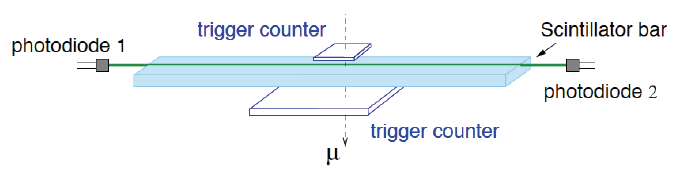 trigger counter
Scintillator bar
photodiode 1
photodiode 2
trigger counter
μ